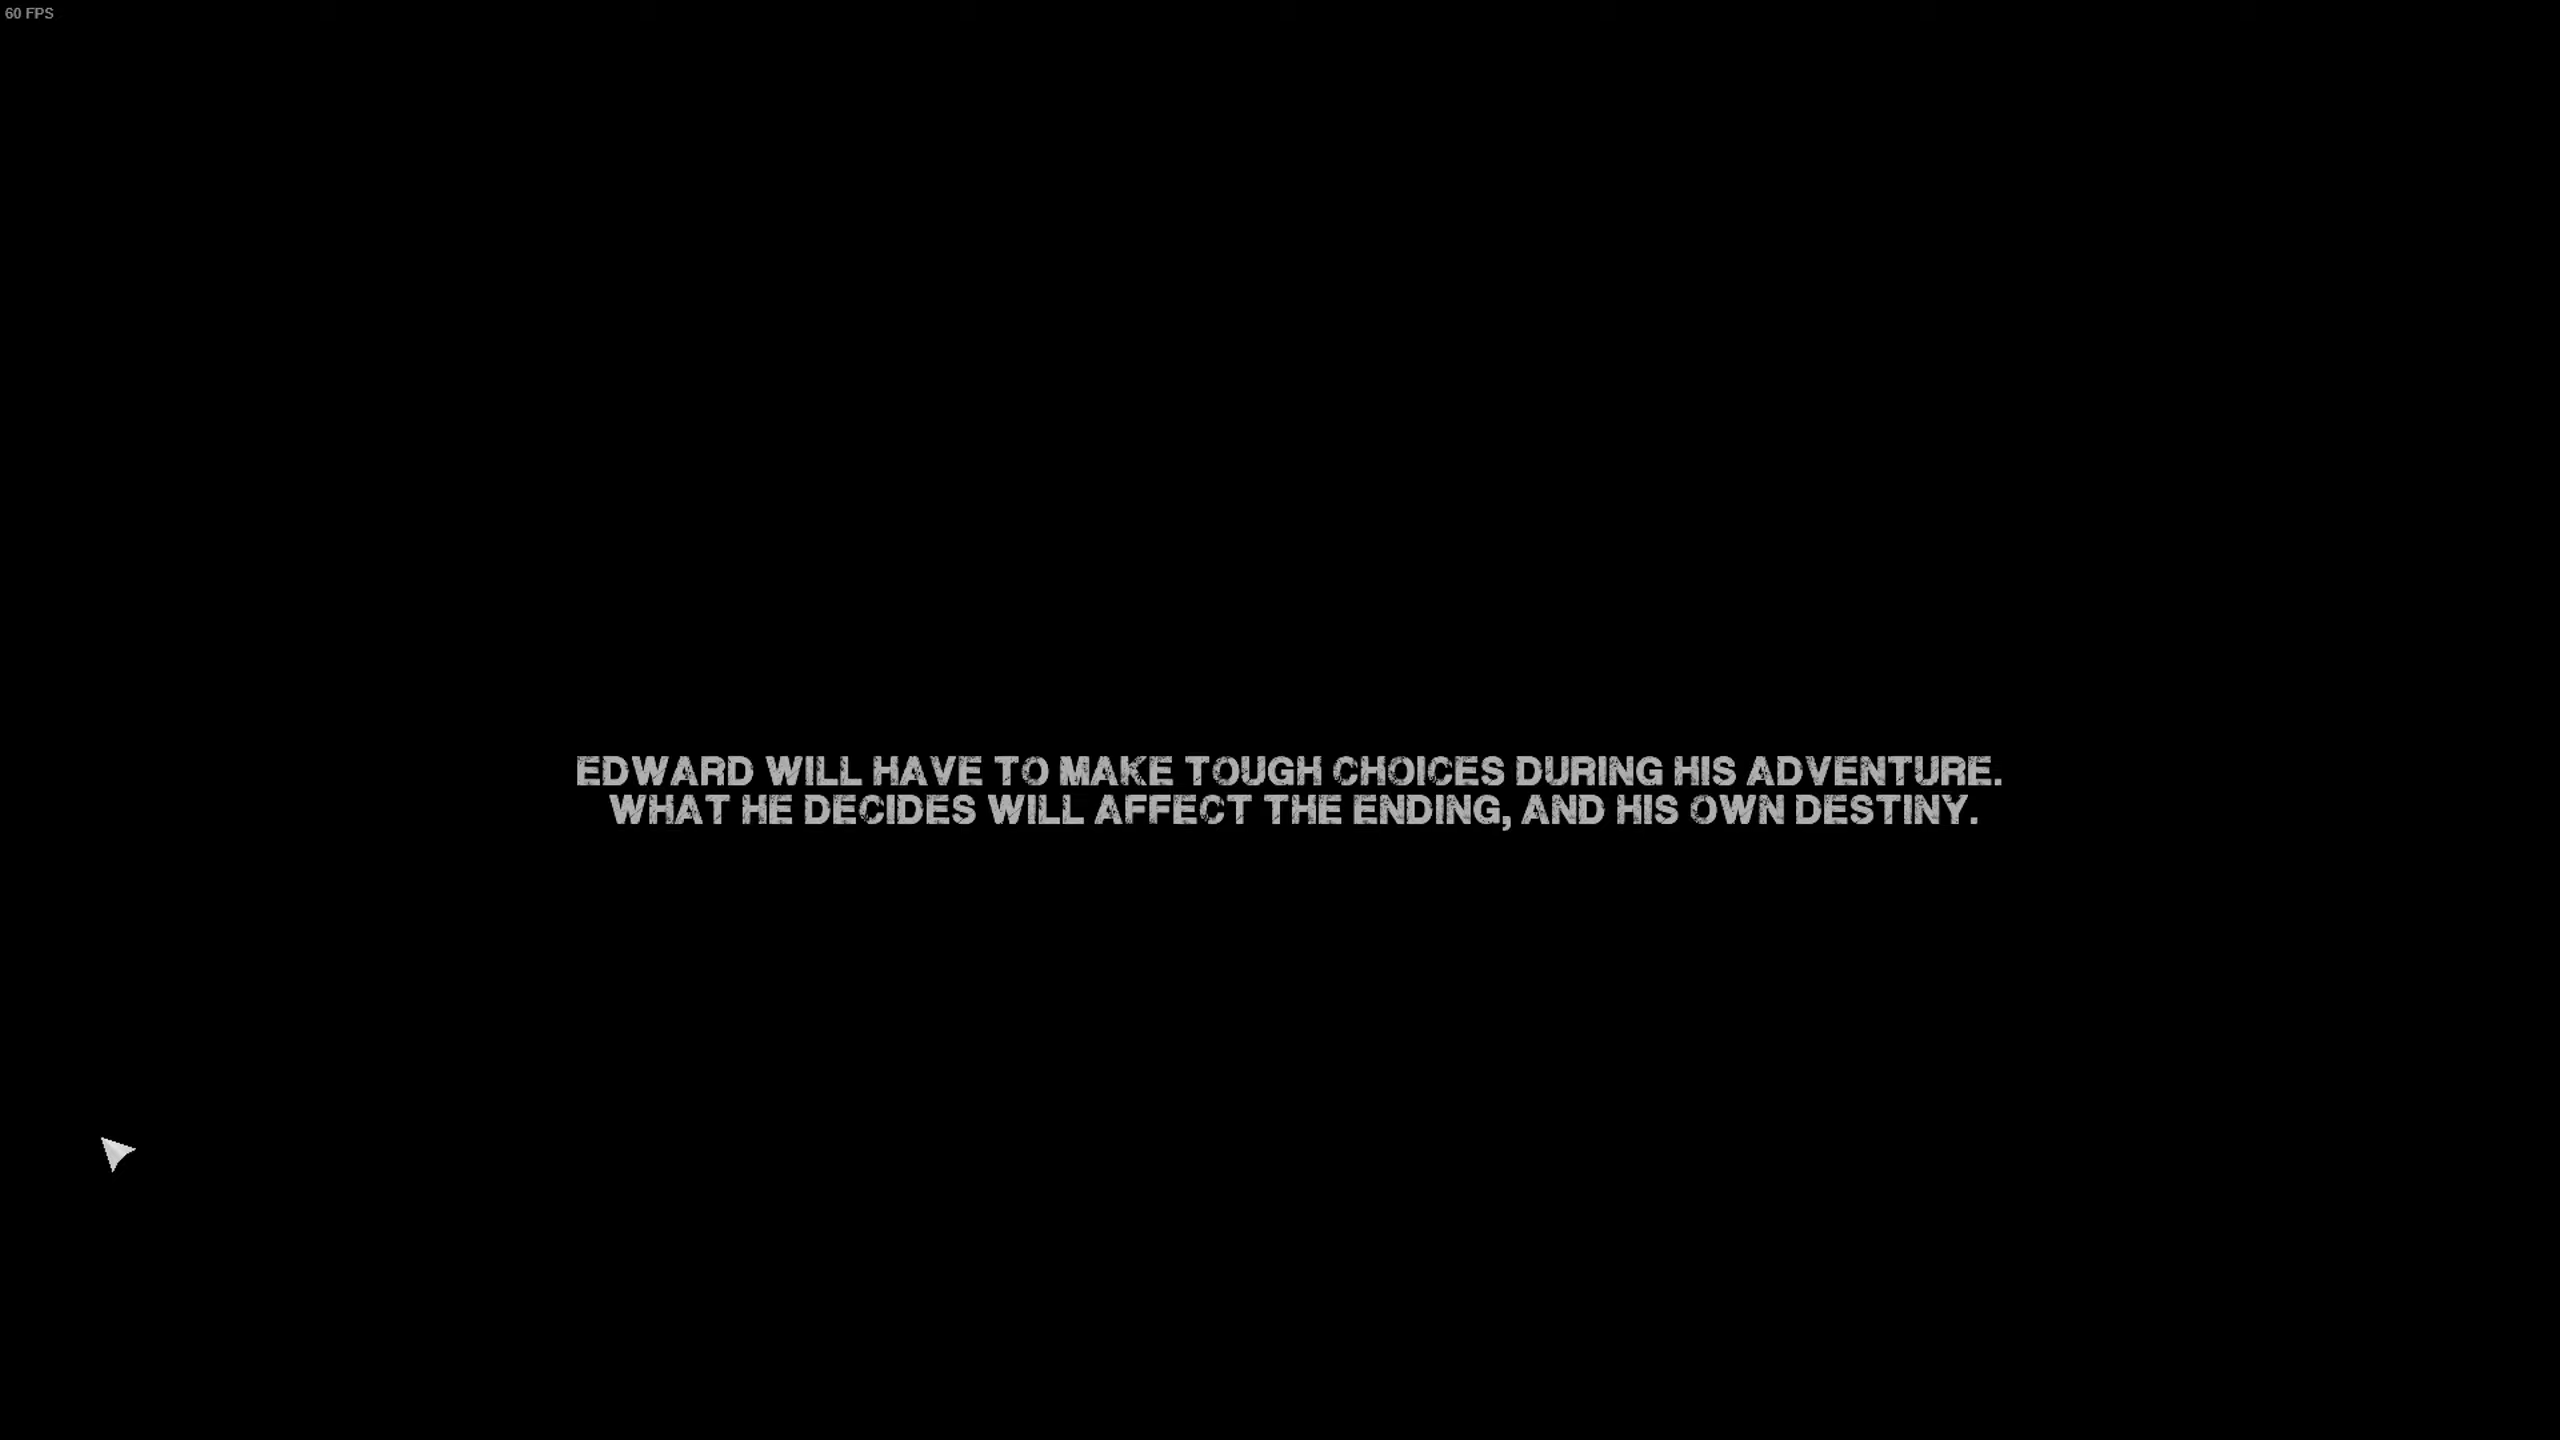 60 FPS
EDWARD WILL HAVE TO MAKE TOUGH CHOICES DURING HIS ADVENTURE.
WHAT HE DECIDES WILL AFFECT THE ENDING, AND HIS OWN DESTINY.